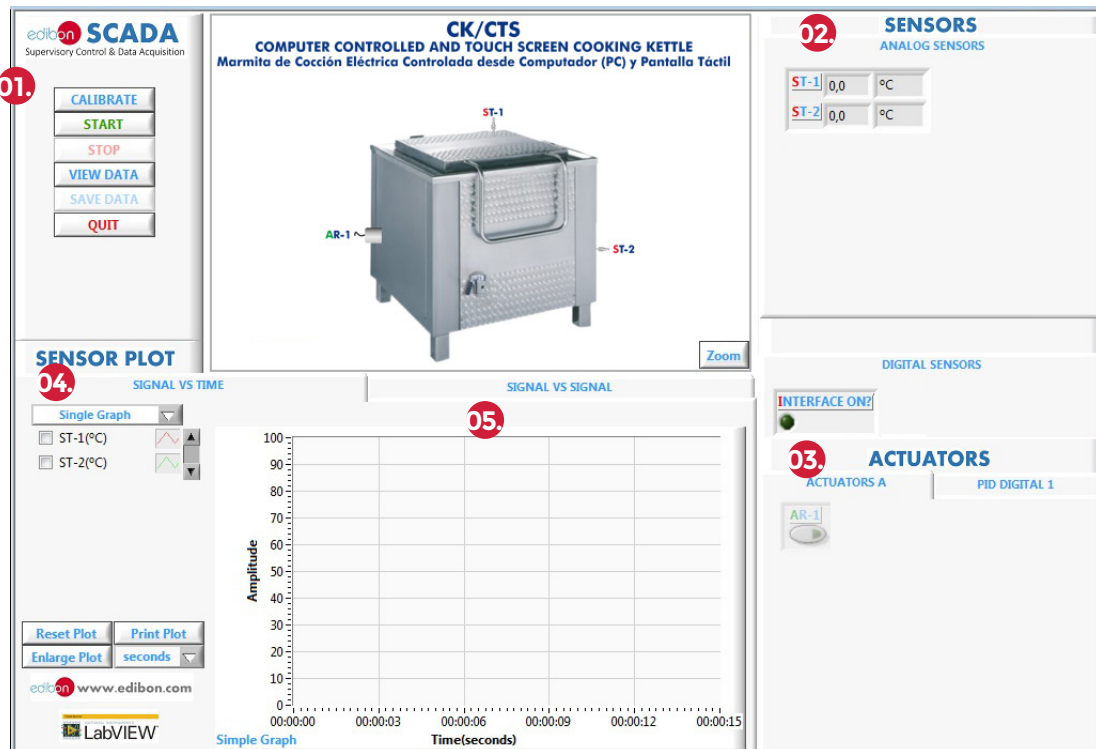 edibon SCADA
Supervisory Control & Data Acquisition
01.
CALIBRATE
START
STOP
VIEW DATA
SAVE DATA
QUIT
CK/CTS
COMPUTER CONTROLLED AND TOUCH SCREEN COOKING KETTLE
Marmita de Cocción Eléctrica Controlada desde Computador (PC) y Pantalla Táctil
ST-1
AR-1
ST-2
Zoom
02.
SENSORS
ANALOG SENSORS
ST-1 0,0 ºC
ST-2 0,0 ºC
DIGITAL SENSORS
INTERFACE ON?
03.
ACTUATORS
ACTUATORS A
PID DIGITAL 1
AR-1
SENSOR PLOT
04.
SIGNAL VS TIME
SIGNAL VS SIGNAL
Single Graph
ST-1(ºC)
ST-2(ºC)
Reset Plot
Print Plot
Enlarge Plot
seconds
edibon www.edibon.com
LabVIEW
05.
100
90
80
70
60
50
40
30
20
10
0
Amplitude
00:00:00 00:00:03 00:00:06 00:00:09 00:00:12 00:00:15
Simple Graph
Time(seconds)